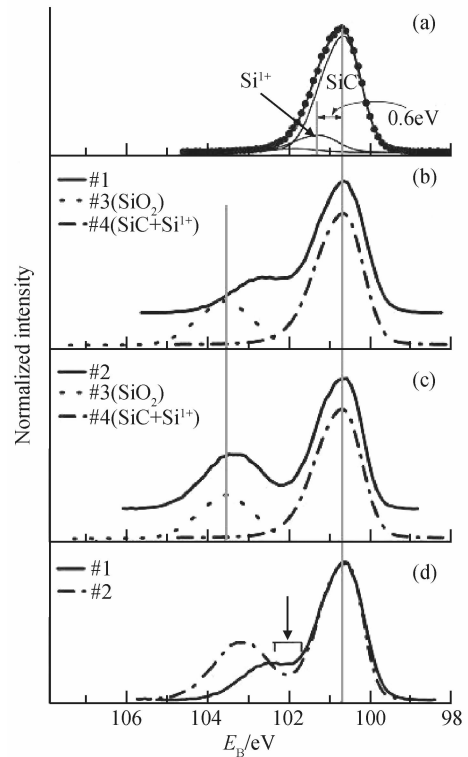 (a)
Si¹⁺
SiC
0.6eV
(b)
#1
#3(SiO₂)
#4(SiC+Si¹⁺)
(c)
#2
#3(SiO₂)
#4(SiC+Si¹⁺)
(d)
#1
#2
Normalized intensity
106 104 102 100 98
E_B/eV